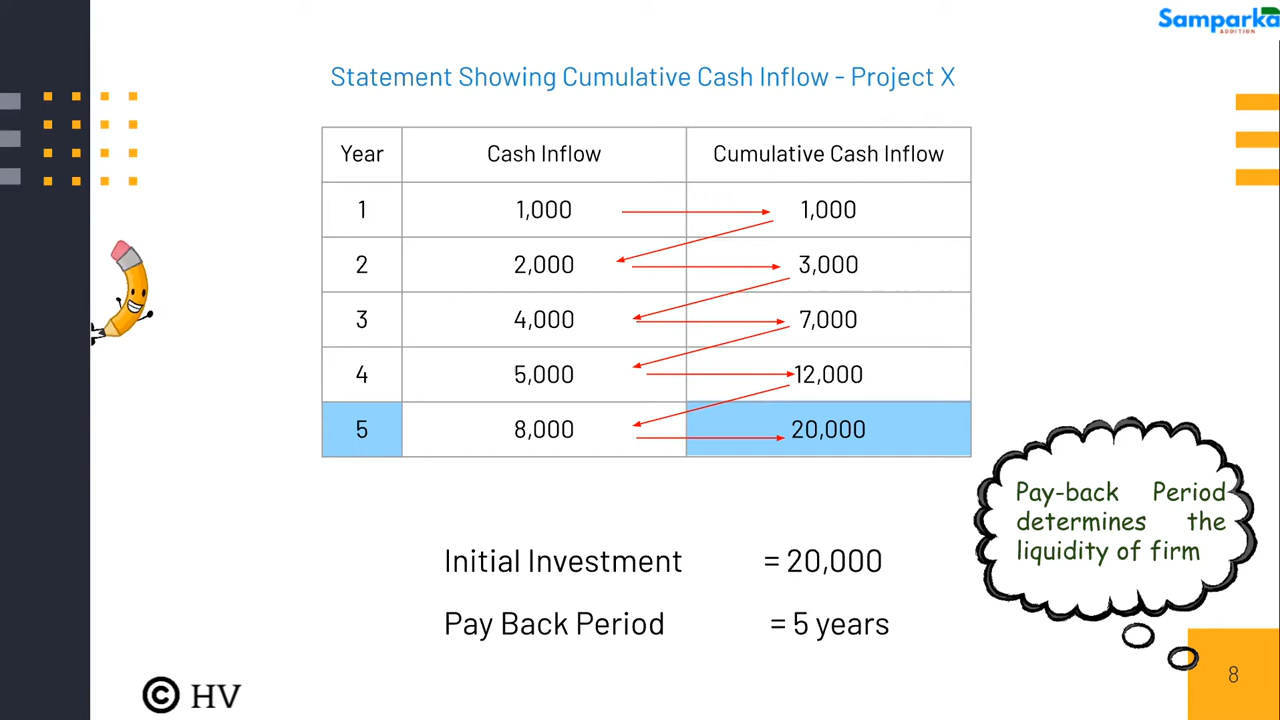 Samparka
ADDITION
Statement Showing Cumulative Cash Inflow - Project X
Year Cash Inflow Cumulative Cash Inflow
1 1,000 1,000
2 2,000 3,000
3 4,000 7,000
4 5,000 12,000
5 8,000 20,000
Pay-back Period
determines the
liquidity of firm
Initial Investment = 20,000
Pay Back Period = 5 years
8
© HV